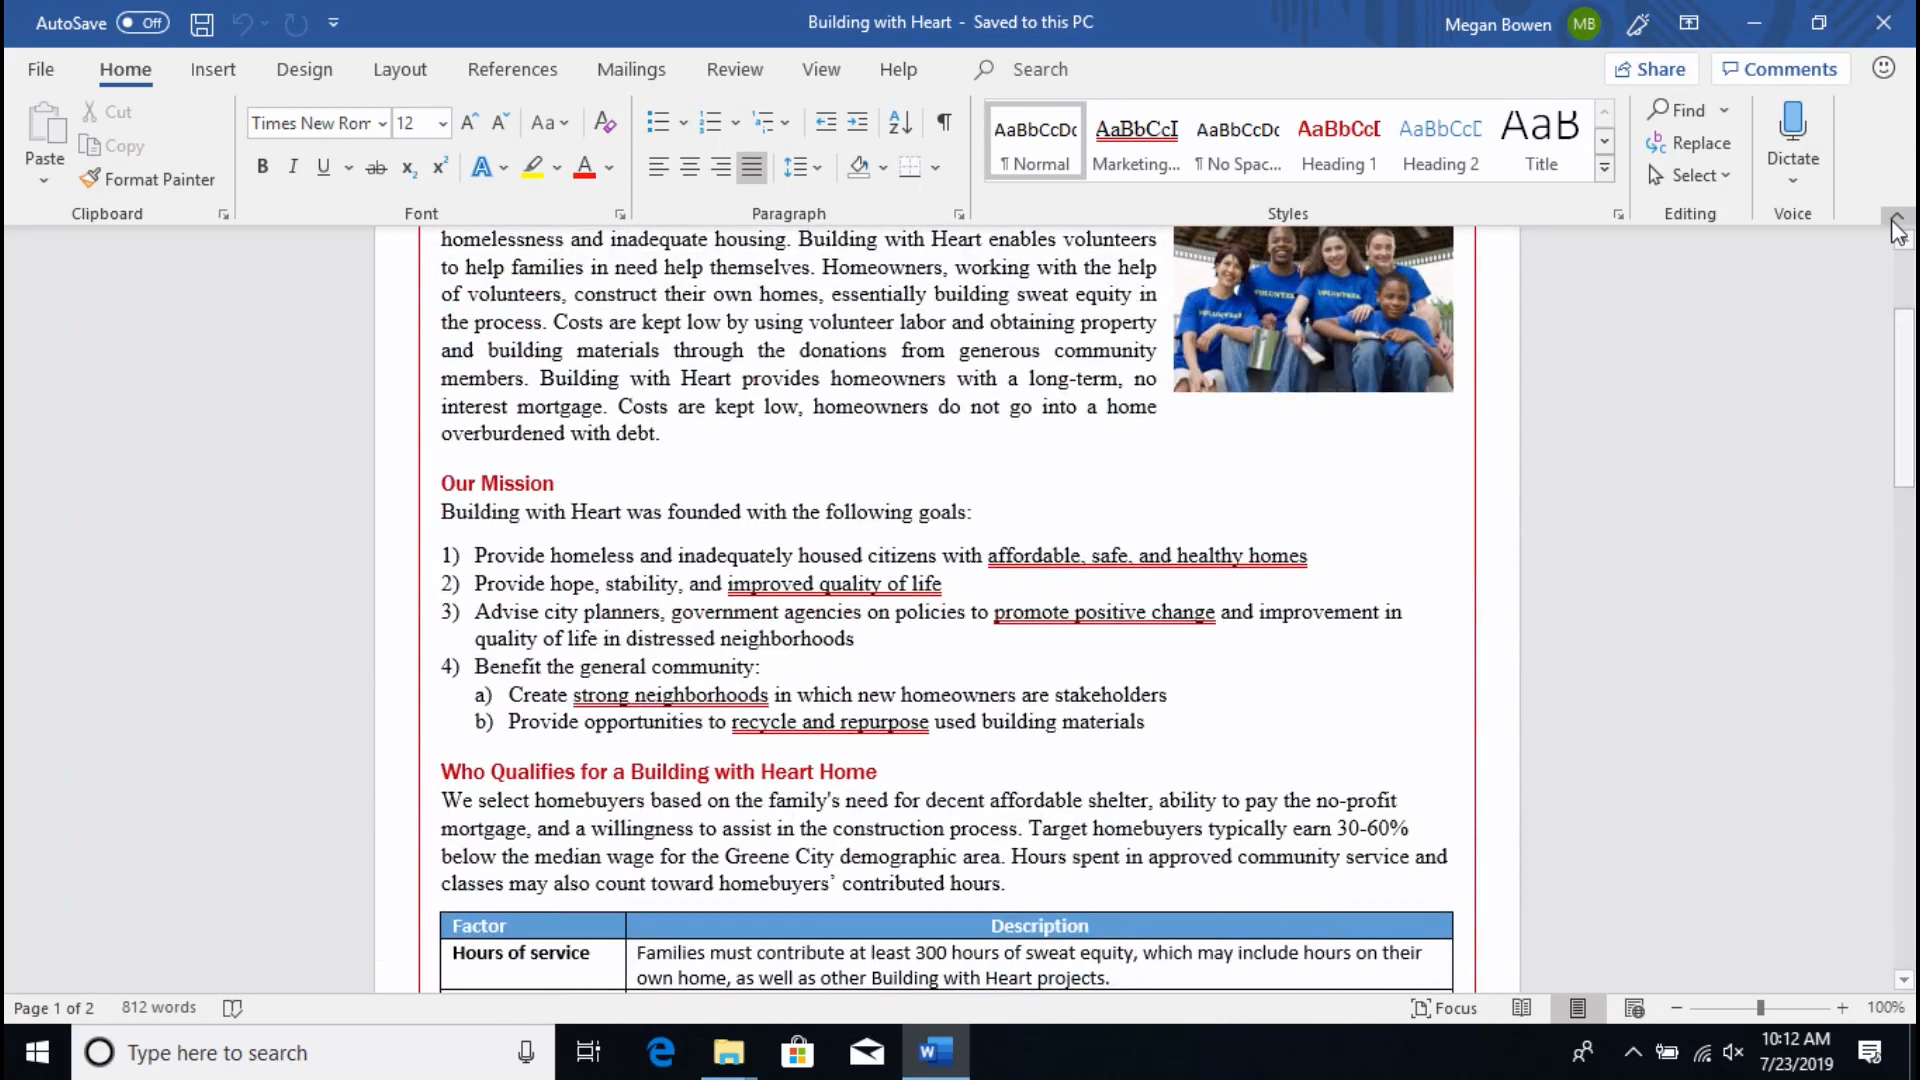 AutoSave Off
Building with Heart - Saved to this PC
Megan Bowen MB
File Home Insert Design Layout References Mailings Review View Help Search Share Comments
Paste
Cut
Copy
Format Painter
Clipboard
Times New Rom 12 Aa
B I U ab x₂ x² A A
Font
A Z ¶
Paragraph
AaBbCcDc AaBbCcI AaBbCcDc AaBbCcI AaBbCcD AaB
¶ Normal Marketing... ¶ No Spac... Heading 1 Heading 2 Title
Styles
Find
Replace
Select
Editing
Dictate
Voice
homelessness and inadequate housing. Building with Heart enables volunteers
to help families in need help themselves. Homeowners, working with the help
of volunteers, construct their own homes, essentially building sweat equity in
the process. Costs are kept low by using volunteer labor and obtaining property
and building materials through the donations from generous community
members. Building with Heart provides homeowners with a long-term, no
interest mortgage. Costs are kept low, homeowners do not go into a home
overburdened with debt.
VOLUNTEER
Our Mission
Building with Heart was founded with the following goals:
1) Provide homeless and inadequately housed citizens with affordable, safe, and healthy homes
2) Provide hope, stability, and improved quality of life
3) Advise city planners, government agencies on policies to promote positive change and improvement in
quality of life in distressed neighborhoods
4) Benefit the general community:
a) Create strong neighborhoods in which new homeowners are stakeholders
b) Provide opportunities to recycle and repurpose used building materials
Who Qualifies for a Building with Heart Home
We select homebuyers based on the family's need for decent affordable shelter, ability to pay the no-profit
mortgage, and a willingness to assist in the construction process. Target homebuyers typically earn 30-60%
below the median wage for the Greene City demographic area. Hours spent in approved community service and
classes may also count toward homebuyers’ contributed hours.
Factor Description
Hours of service Families must contribute at least 300 hours of sweat equity, which may include hours on their
own home, as well as other Building with Heart projects.
Page 1 of 2 812 words Focus 100%
Type here to search
10:12 AM
7/23/2019